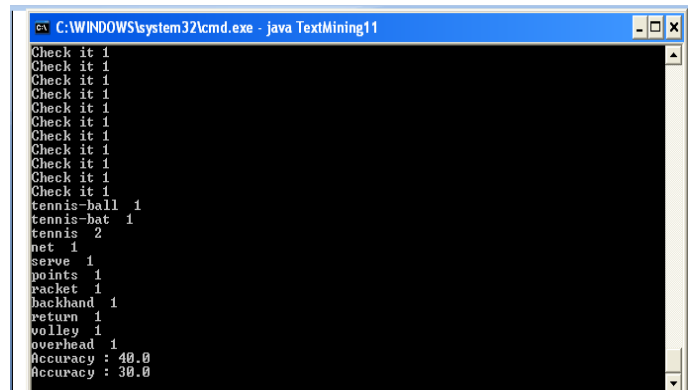 C:\WINDOWS\system32\cmd.exe - java TextMining11
Check it 1
Check it 1
Check it 1
Check it 1
Check it 1
Check it 1
Check it 1
Check it 1
Check it 1
Check it 1
Check it 1
tennis-ball 1
tennis-bat 1
tennis 2
net 1
serve 1
points 1
racket 1
backhand 1
return 1
volley 1
overhead 1
Accuracy : 40.0
Accuracy : 30.0